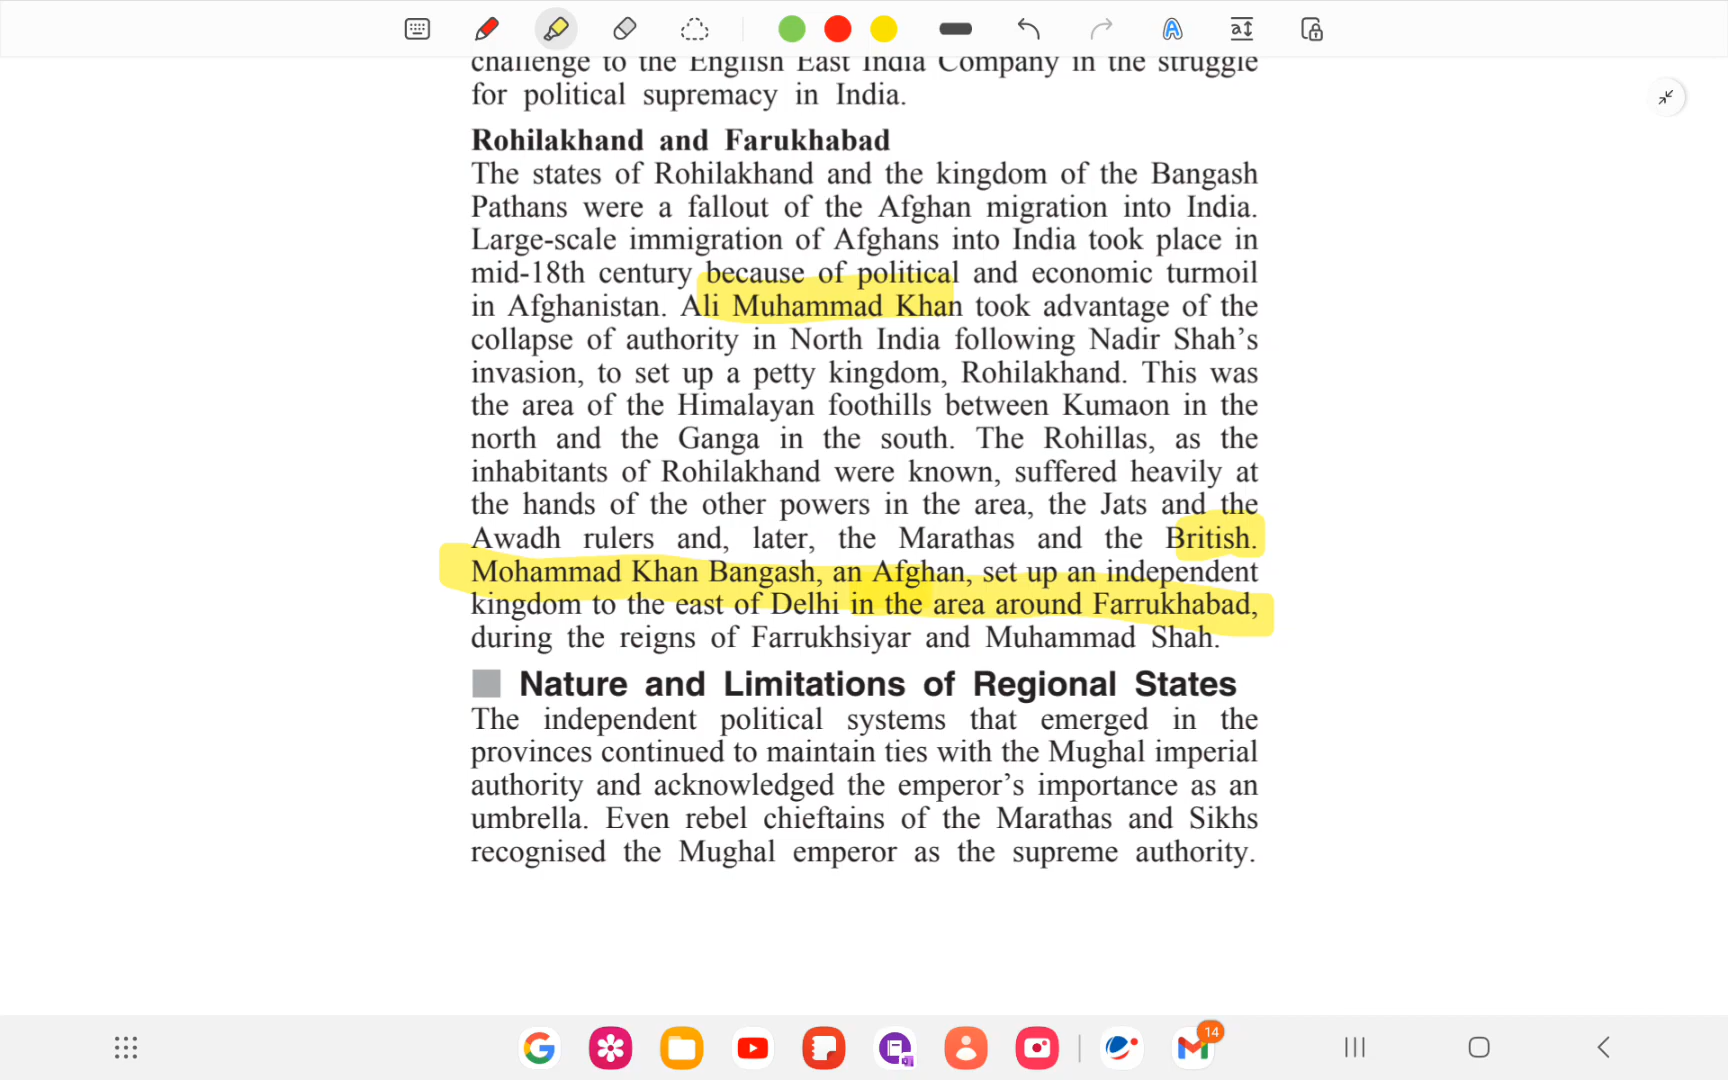 challenge to the English East India Company in the struggle
for political supremacy in India.
Rohilakhand and Farukhabad
The states of Rohilakhand and the kingdom of the Bangash
Pathans were a fallout of the Afghan migration into India.
Large-scale immigration of Afghans into India took place in
mid-18th century because of political and economic turmoil
in Afghanistan. Ali Muhammad Khan took advantage of the
collapse of authority in North India following Nadir Shah’s
invasion, to set up a petty kingdom, Rohilakhand. This was
the area of the Himalayan foothills between Kumaon in the
north and the Ganga in the south. The Rohillas, as the
inhabitants of Rohilakhand were known, suffered heavily at
the hands of the other powers in the area, the Jats and the
Awadh rulers and, later, the Marathas and the British.
Mohammad Khan Bangash, an Afghan, set up an independent
kingdom to the east of Delhi in the area around Farrukhabad,
during the reigns of Farrukhsiyar and Muhammad Shah.
Nature and Limitations of Regional States
The independent political systems that emerged in the
provinces continued to maintain ties with the Mughal imperial
authority and acknowledged the emperor’s importance as an
umbrella. Even rebel chieftains of the Marathas and Sikhs
recognised the Mughal emperor as the supreme authority.
14